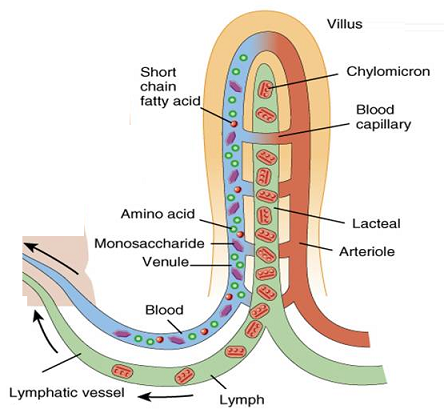 Villus
Short
chain
fatty acid
Chylomicron
Blood
capillary
Amino acid
Monosaccharide
Venule
Lacteal
Arteriole
Blood
Lymphatic vessel
Lymph